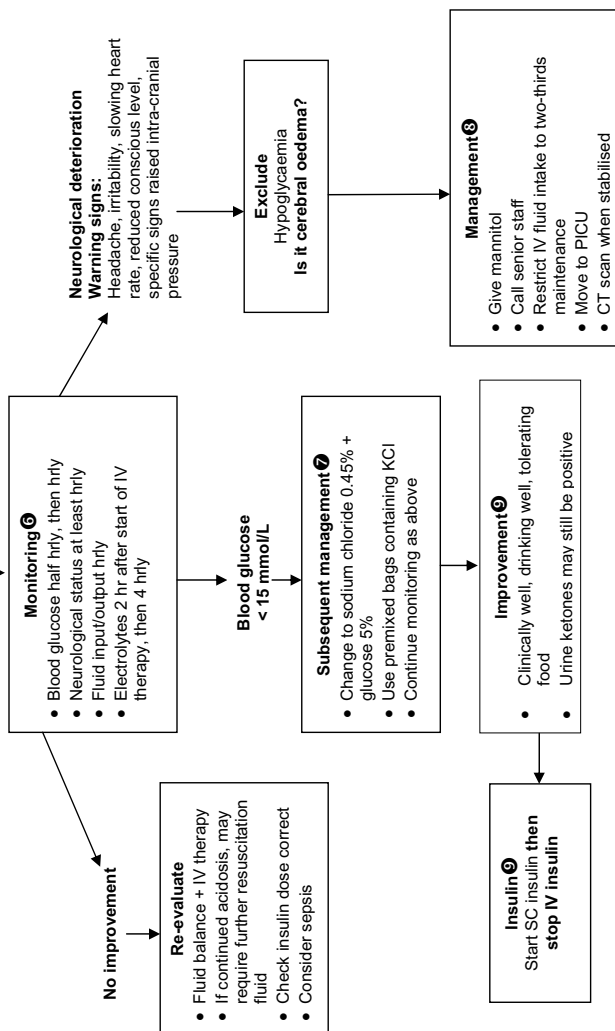 Monitoring❻
• Blood glucose half hrly, then hrly
• Neurological status at least hrly
• Fluid input/output hrly
• Electrolytes 2 hr after start of IV
therapy, then 4 hrly
No improvement
Re-evaluate
• Fluid balance + IV therapy
• If continued acidosis, may
require further resuscitation
fluid
• Check insulin dose correct
• Consider sepsis
Blood glucose
< 15 mmol/L
Subsequent management❼
• Change to sodium chloride 0.45% +
glucose 5%
• Use premixed bags containing KCl
• Continue monitoring as above
Improvement❾
• Clinically well, drinking well, tolerating
food
• Urine ketones may still be positive
Insulin❾
Start SC insulin then
stop IV insulin
Neurological deterioration
Warning signs:
Headache, irritability, slowing heart
rate, reduced conscious level,
specific signs raised intra-cranial
pressure
Exclude
Hypoglycaemia
Is it cerebral oedema?
Management❽
• Give mannitol
• Call senior staff
• Restrict IV fluid intake to two-thirds
maintenance
• Move to PICU
• CT scan when stabilised